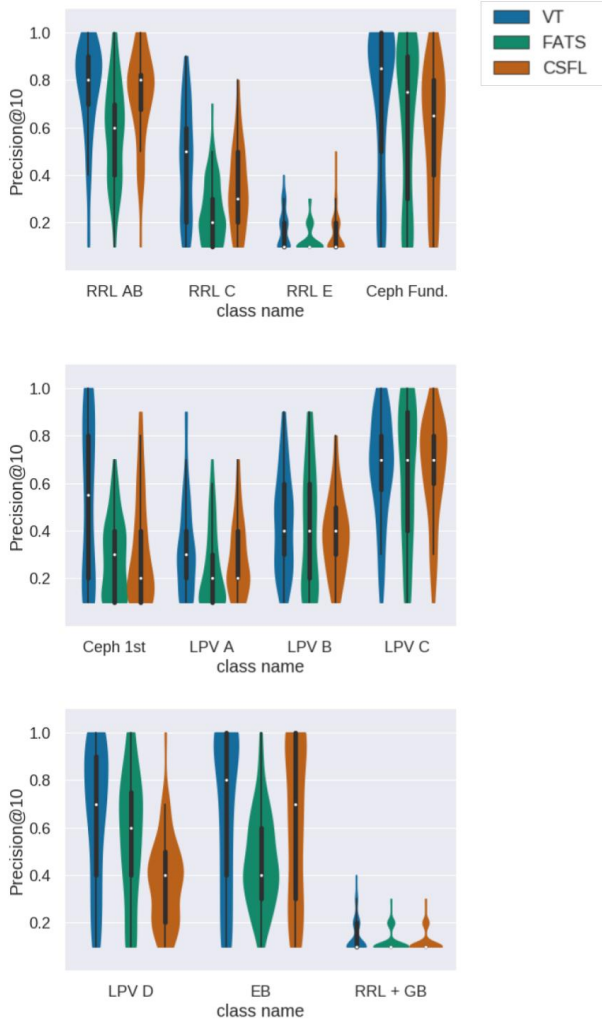 VT
FATS
CSFL
Precision@10
1.0
0.8
0.6
0.4
0.2
RRL AB RRL C RRL E Ceph Fund.
class name
Precision@10
1.0
0.8
0.6
0.4
0.2
Ceph 1st LPV A LPV B LPV C
class name
Precision@10
1.0
0.8
0.6
0.4
0.2
LPV D EB RRL + GB
class name